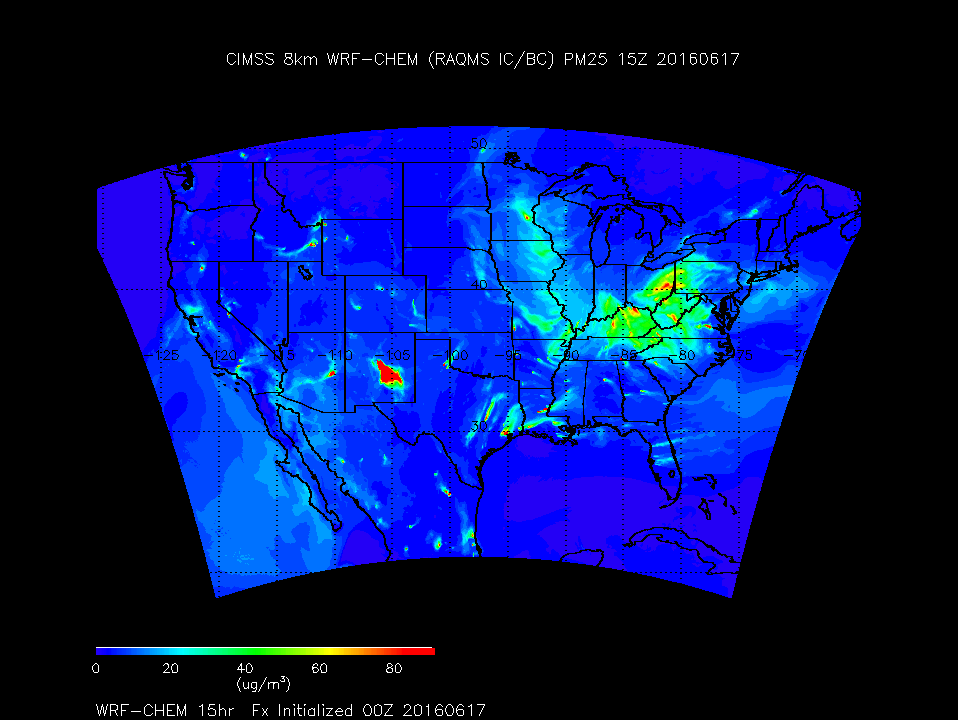 CIMSS 8km WRF-CHEM (RAQMS IC/BC) PM25 15Z 20160617
50
40
-125 -120 -115 -110 -105 -100 -95 -90 -85 -80 -75
30
0 20 40 60 80
(ug/m³)
WRF-CHEM 15hr Fx Initialized 00Z 20160617